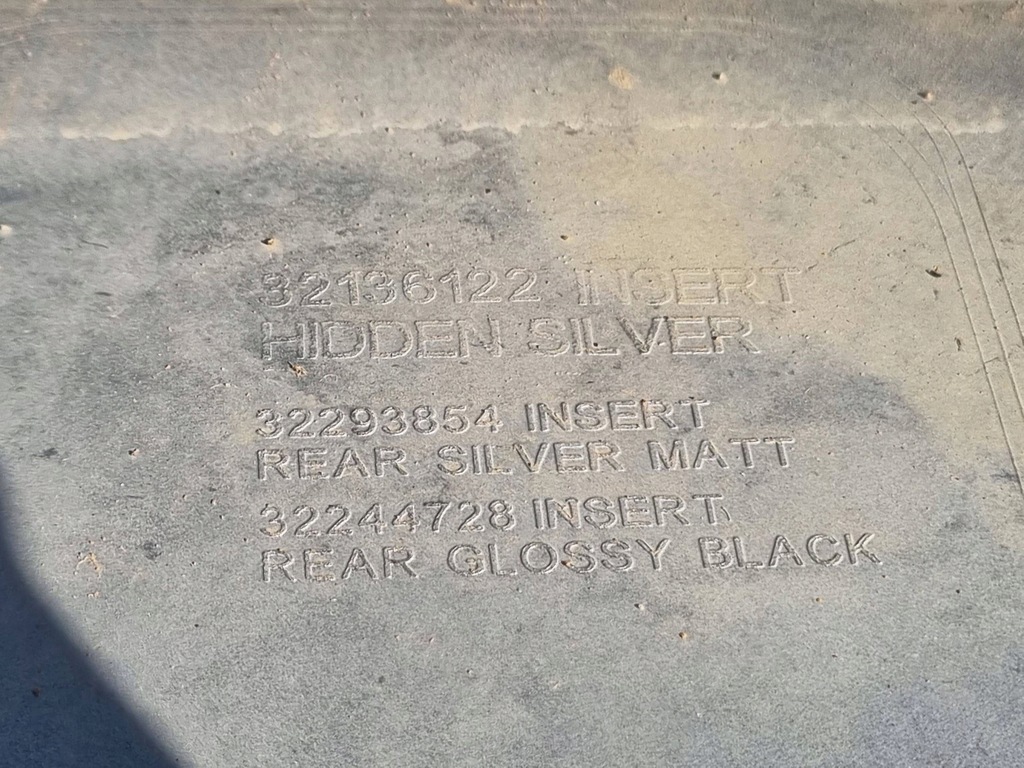 32136122 INSERT
HIDDEN SILVER
32293854 INSERT
REAR SILVER MATT
32244728 INSERT
REAR GLOSSY BLACK